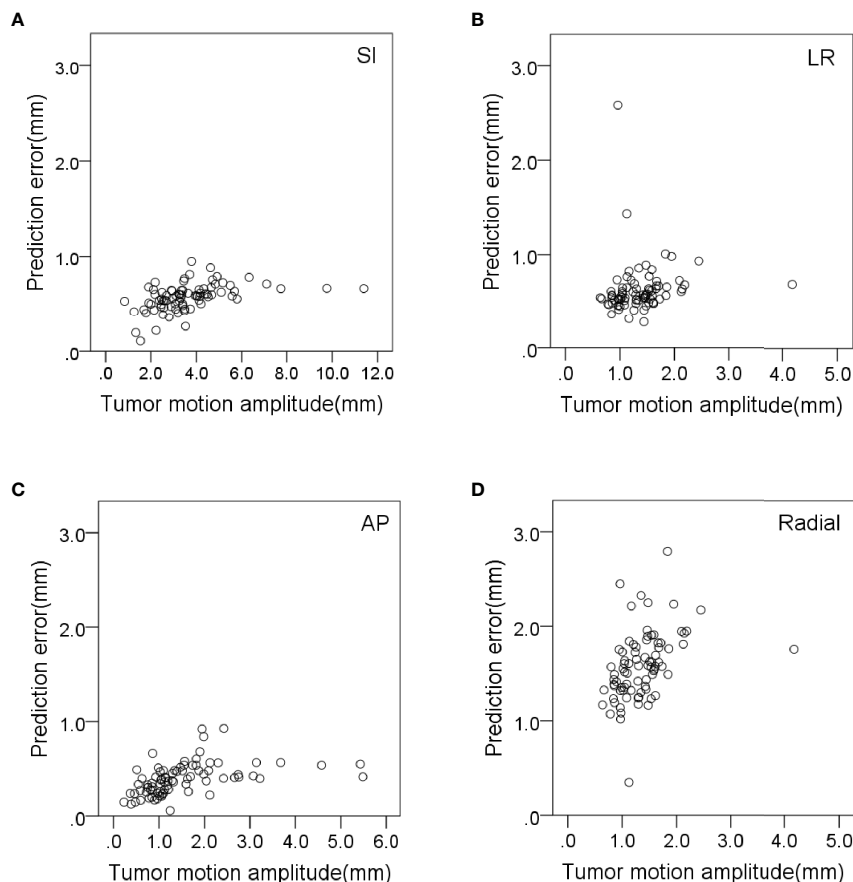 A
SI
3.0
2.0
1.0
.0
Prediction error(mm)
.0 2.0 4.0 6.0 8.0 10.0 12.0
Tumor motion amplitude(mm)
B
LR
3.0
2.0
1.0
.0
Prediction error(mm)
.0 1.0 2.0 3.0 4.0 5.0
Tumor motion amplitude(mm)
C
AP
3.0
2.0
1.0
.0
Prediction error(mm)
.0 1.0 2.0 3.0 4.0 5.0 6.0
Tumor motion amplitude(mm)
D
Radial
3.0
2.0
1.0
.0
Prediction error(mm)
.0 1.0 2.0 3.0 4.0 5.0
Tumor motion amplitude(mm)